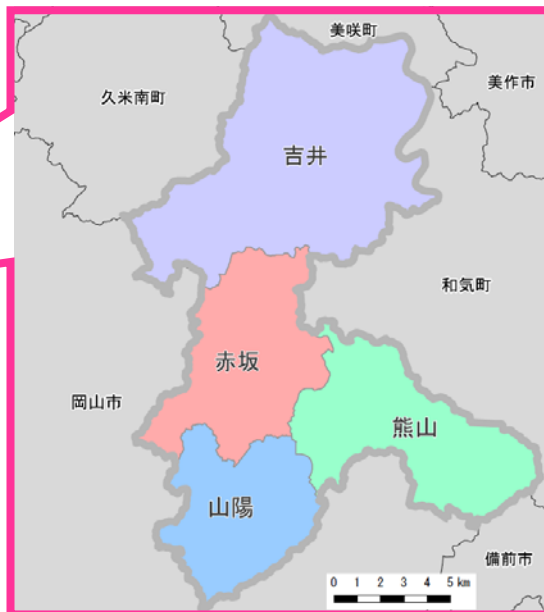 美咲町
久米南町
美作市
吉井
和気町
赤坂
岡山市
熊山
山陽
備前市
0 1 2 3 4 5 km